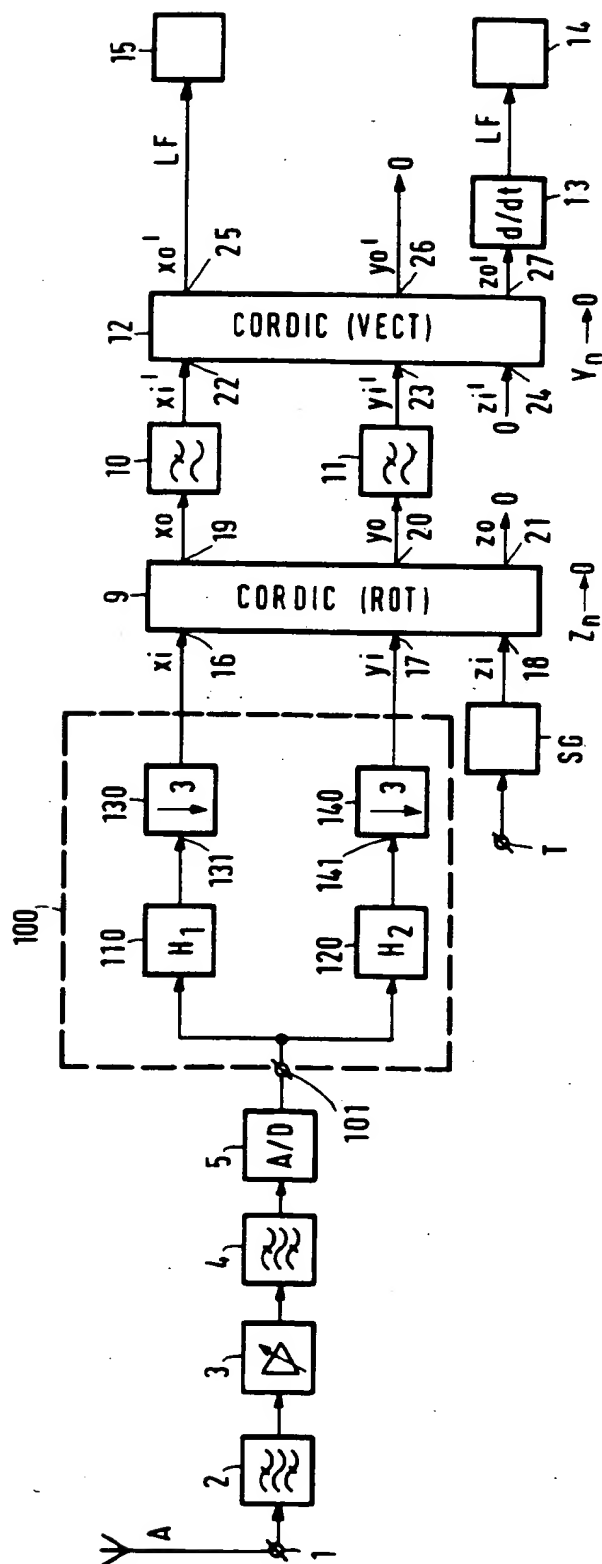 A
1
2
3
4
5
A/D
101
100
110
H1
120
H2
131
130
3
141
140
3
xi
16
yi
17
zi
18
SG
T
9
CORDIC (ROT)
xo
19
yo
20
zo
21
0
Zn→0
10
11
xi'
22
yi'
23
zi'
24
0
12
CORDIC (VECT)
xo'
25
yo'
26
0
zo'
27
Yn→0
d/dt
13
LF
15
LF
14